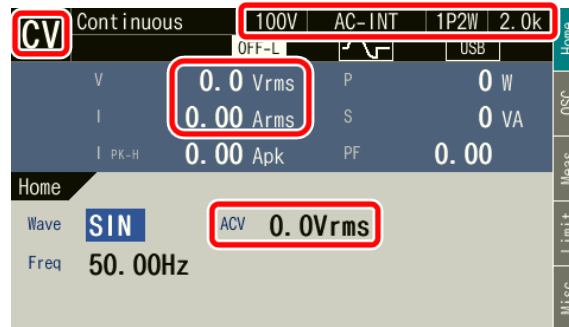 CV Continuous 100V AC-INT 1P2W 2.0k
OFF-L USB
V 0.0 Vrms P 0 W
I 0.00 Arms S 0 VA
I PK-H 0.00 Apk PF 0.00
Home
Wave SIN ACV 0.0Vrms
Freq 50.00Hz
Home
OSC
Meas
Limit
Misc